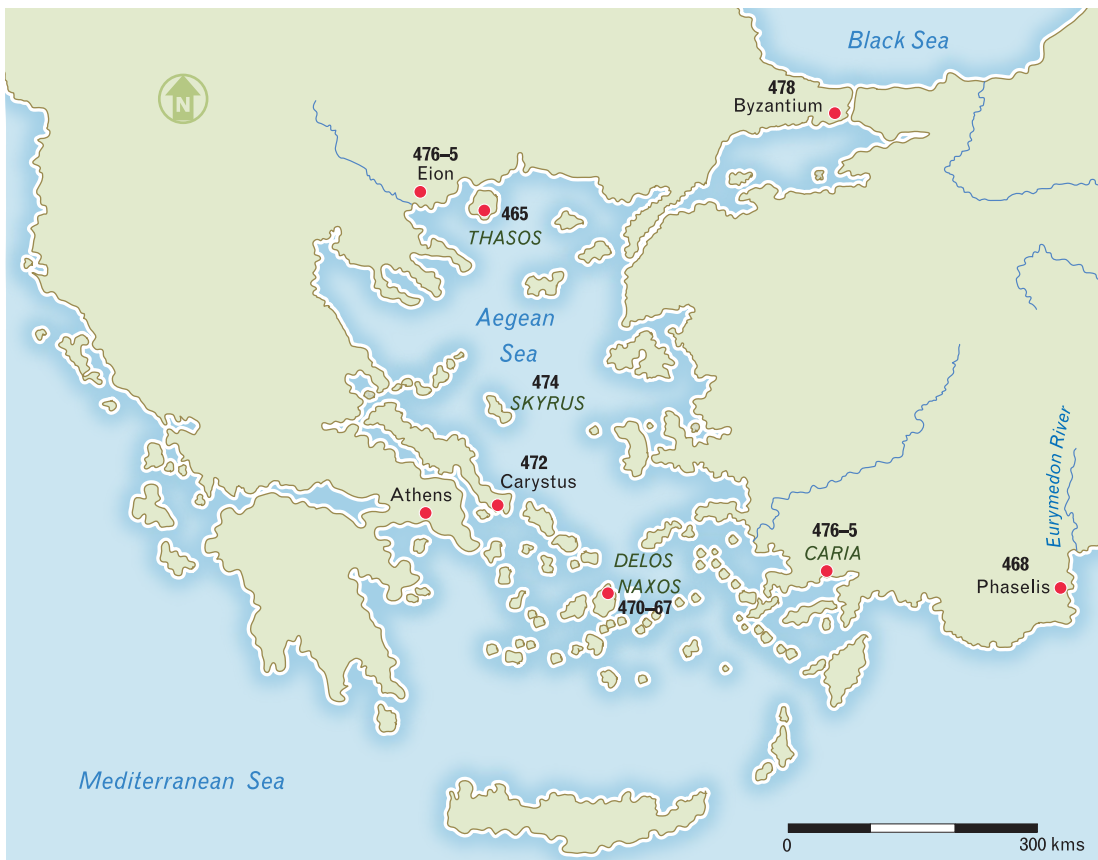 Black Sea
N
478
Byzantium
476–5
Eion
465
THASOS
Aegean
Sea
474
SKYRUS
472
Carystus
Athens
Eurymedon River
476–5
CARIA
DELOS
NAXOS
470–67
468
Phaselis
Mediterranean Sea
0
300 kms